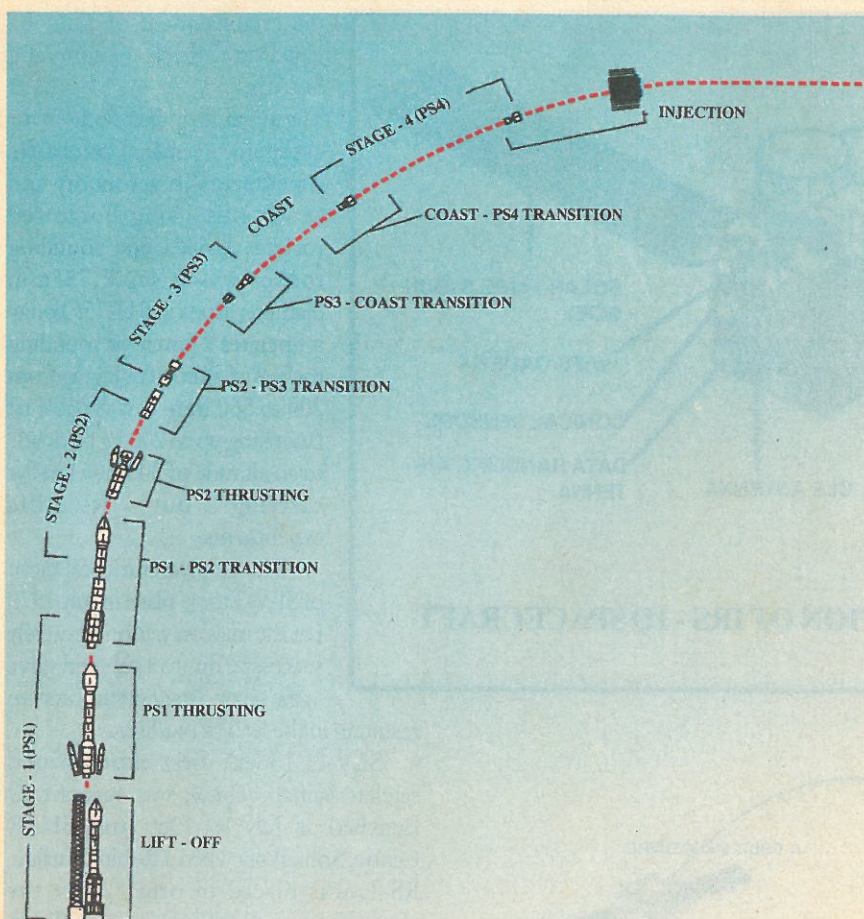 STAGE - 4 (PS4)
INJECTION
COAST
COAST - PS4 TRANSITION
STAGE - 3 (PS3)
PS3 - COAST TRANSITION
PS2 - PS3 TRANSITION
STAGE - 2 (PS2)
PS2 THRUSTING
PS1 - PS2 TRANSITION
PS1 THRUSTING
STAGE - 1 (PS1)
LIFT - OFF